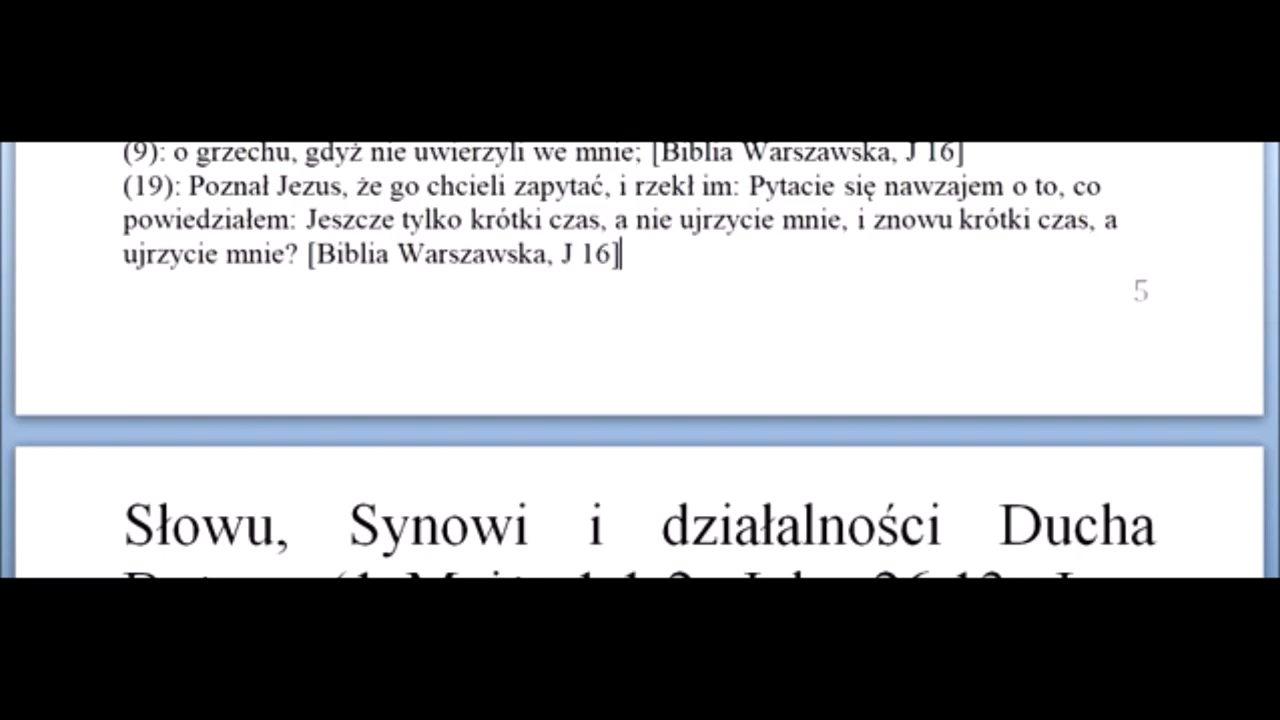 (9): o grzechu, gdyż nie uwierzyli we mnie; [Biblia Warszawska, J 16]
(19): Poznał Jezus, że go chcieli zapytać, i rzekł im: Pytacie się nawzajem o to, co
powiedziałem: Jeszcze tylko krótki czas, a nie ujrzycie mnie, i znowu krótki czas, a
ujrzycie mnie? [Biblia Warszawska, J 16]
5
Słowu, Synowi i działalności Ducha